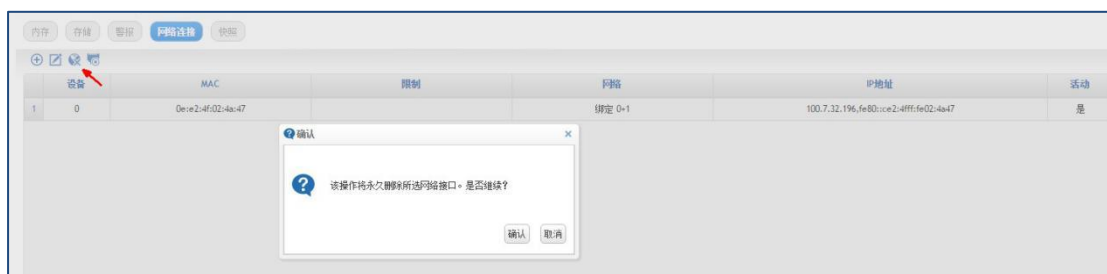 内存 存储 警报 网络连接 快照
设备 MAC 限制 网络 IP地址 活动
1 0 0e:e2:4f:02:4a:47 绑定 0+1 100.7.32.196,fe80::ce2:4fff:fe02:4a47 是
确认
该操作将永久删除所选网络接口。是否继续?
确认 取消